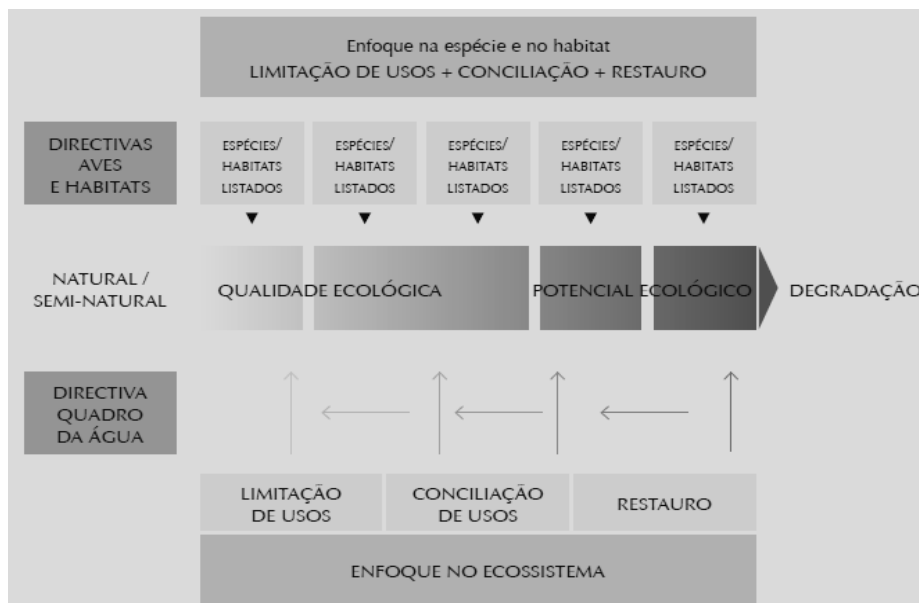 Enfoque na espécie e no habitat
LIMITAÇÃO DE USOS + CONCILIAÇÃO + RESTAURO
DIRECTIVAS
AVES
E HABITATS
ESPÉCIES/
HABITATS
LISTADOS
ESPÉCIES/
HABITATS
LISTADOS
ESPÉCIES/
HABITATS
LISTADOS
ESPÉCIES/
HABITATS
LISTADOS
ESPÉCIES/
HABITATS
LISTADOS
NATURAL /
SEMI-NATURAL
QUALIDADE ECOLÓGICA
POTENCIAL ECOLÓGICO
DEGRADAÇÃO
DIRECTIVA
QUADRO
DA ÁGUA
LIMITAÇÃO
DE USOS
CONCILIAÇÃO
DE USOS
RESTAURO
ENFOQUE NO ECOSSISTEMA